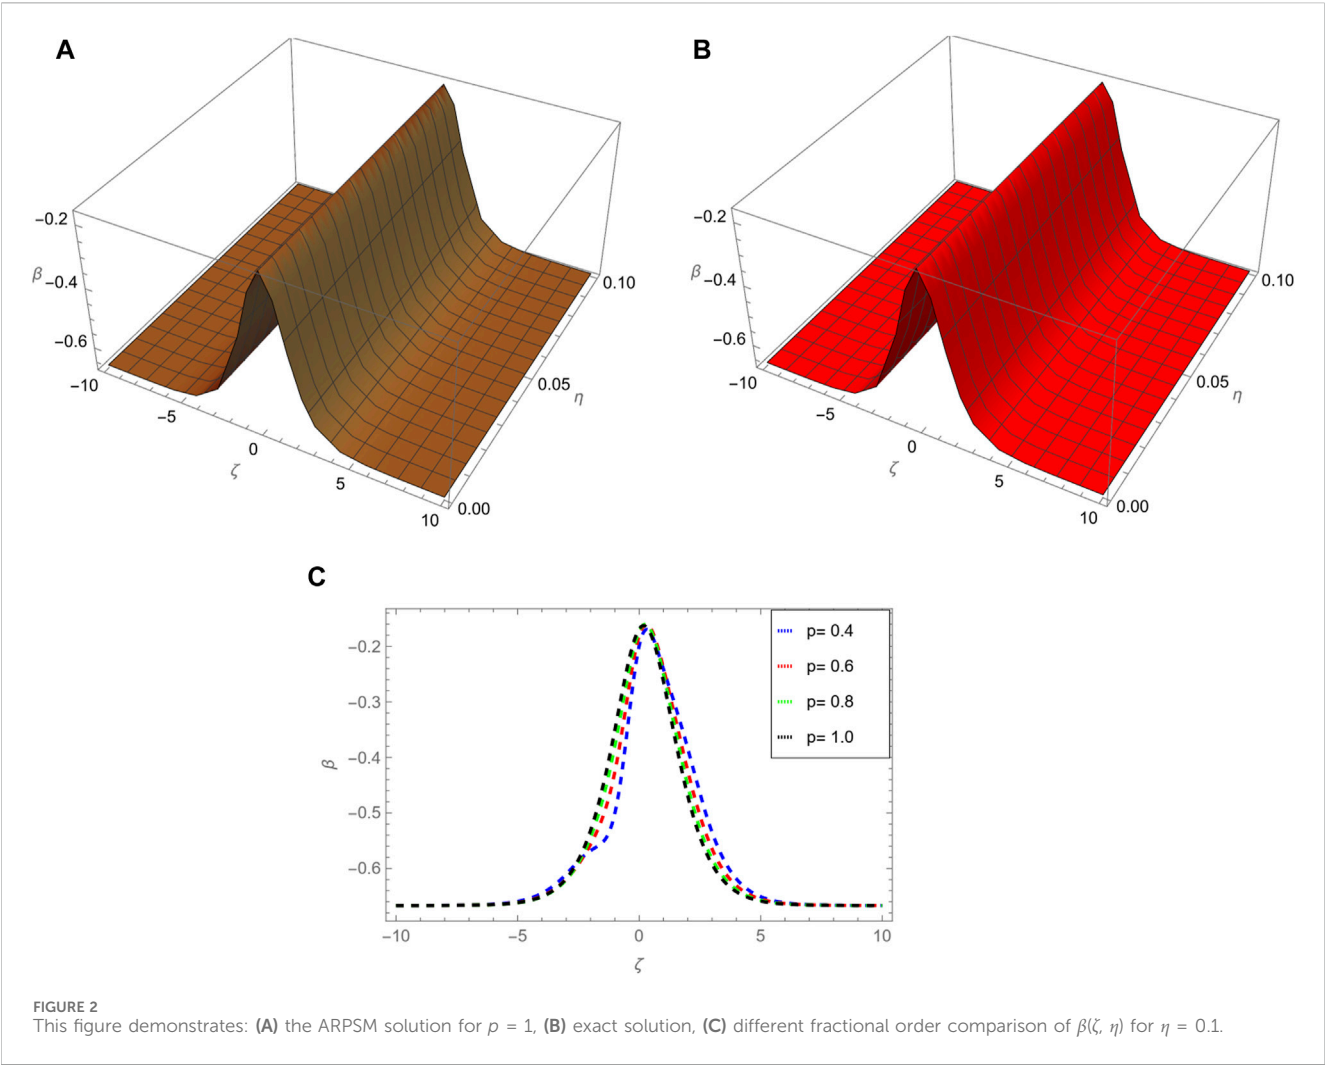 A
−0.2
β
−0.4
−0.6
−10
−5
0
ζ
5
10
0.00
0.05
η
0.10
B
−0.2
β
−0.4
−0.6
−10
−5
0
ζ
5
10
0.00
0.05
η
0.10
C
−0.2
−0.3
−0.4
−0.5
−0.6
β
−10
−5
0
5
10
ζ
p= 0.4
p= 0.6
p= 0.8
p= 1.0
FIGURE 2
This figure demonstrates: (A) the ARPSM solution for p = 1, (B) exact solution, (C) different fractional order comparison of β(ζ, η) for η = 0.1.